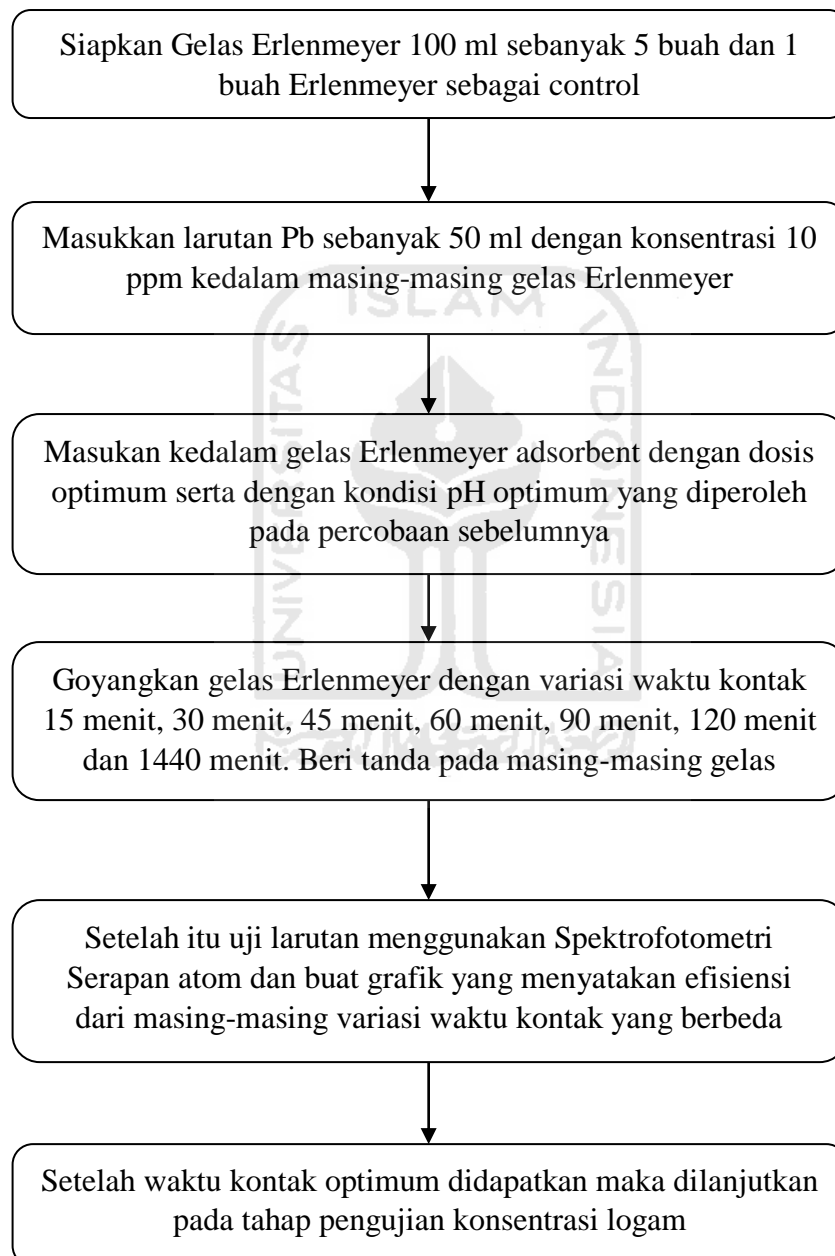 Siapkan Gelas Erlenmeyer 100 ml sebanyak 5 buah dan 1
buah Erlenmeyer sebagai control
Masukkan larutan Pb sebanyak 50 ml dengan konsentrasi 10
ppm kedalam masing-masing gelas Erlenmeyer
ISLAM
UNIVERSITAS
INDONESIA
Masukan kedalam gelas Erlenmeyer adsorbent dengan dosis
optimum serta dengan kondisi pH optimum yang diperoleh
pada percobaan sebelumnya
Goyangkan gelas Erlenmeyer dengan variasi waktu kontak
15 menit, 30 menit, 45 menit, 60 menit, 90 menit, 120 menit
dan 1440 menit. Beri tanda pada masing-masing gelas
Setelah itu uji larutan menggunakan Spektrofotometri
Serapan atom dan buat grafik yang menyatakan efisiensi
dari masing-masing variasi waktu kontak yang berbeda
Setelah waktu kontak optimum didapatkan maka dilanjutkan
pada tahap pengujian konsentrasi logam